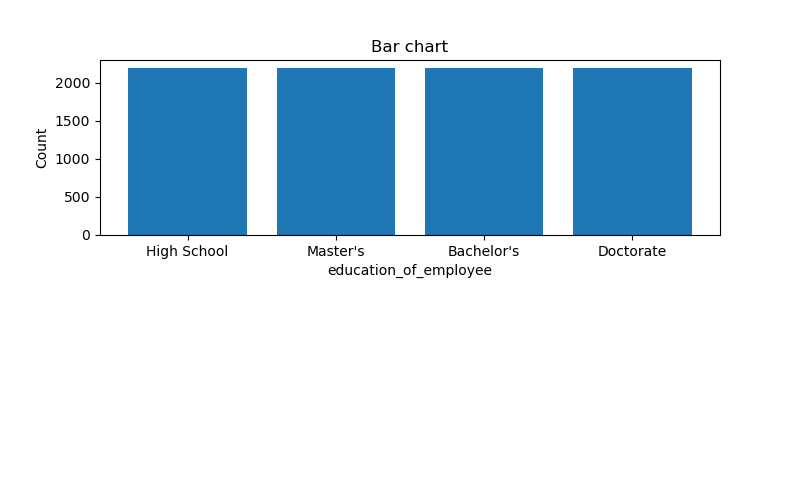 Bar chart
2000
1500
1000
500
0
Count
High School Master's Bachelor's Doctorate
education_of_employee